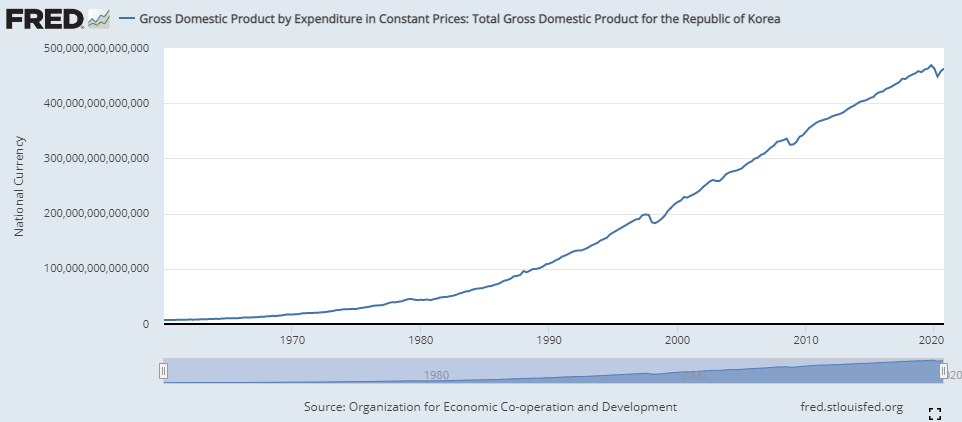 FRED — Gross Domestic Product by Expenditure in Constant Prices: Total Gross Domestic Product for the Republic of Korea
National Currency
500,000,000,000,000
400,000,000,000,000
300,000,000,000,000
200,000,000,000,000
100,000,000,000,000
0
1970 1980 1990 2000 2010 2020
1980 2000 2020
Source: Organization for Economic Co-operation and Development fred.stlouisfed.org